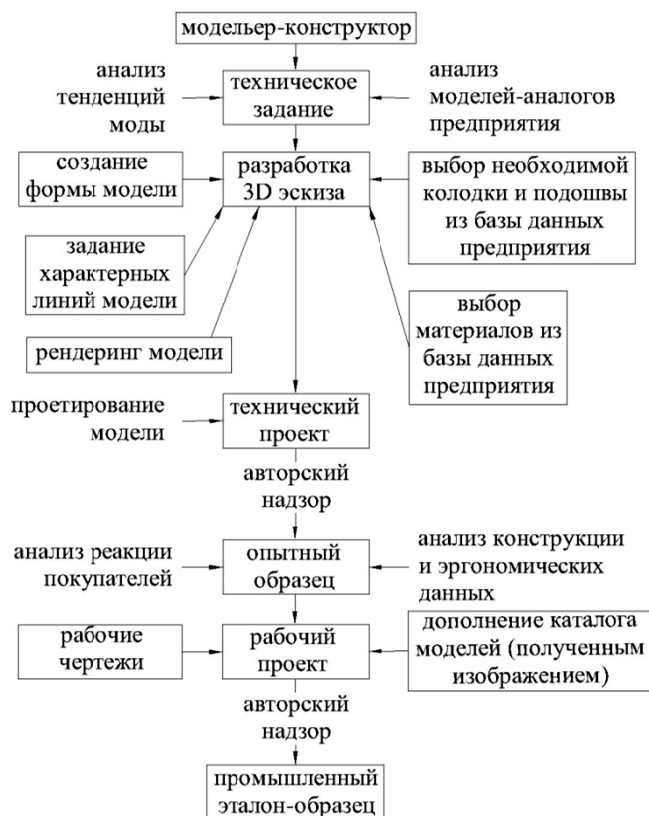 модельер-конструктор
анализ
тенденций
моды
техническое
задание
анализ
моделей-аналогов
предприятия
создание
формы модели
разработка
3D эскиза
выбор необходимой
колодки и подошвы
из базы данных
предприятия
задание
характерных
линий модели
рендеринг модели
выбор
материалов из
базы данных
предприятия
проетирование
модели
технический
проект
авторский
надзор
анализ реакции
покупателей
опытный
образец
анализ конструкции
и эргономических
данных
рабочие
чертежи
рабочий
проект
дополнение каталога
моделей (полученным
изображением)
авторский
надзор
промышленный
эталон-образец